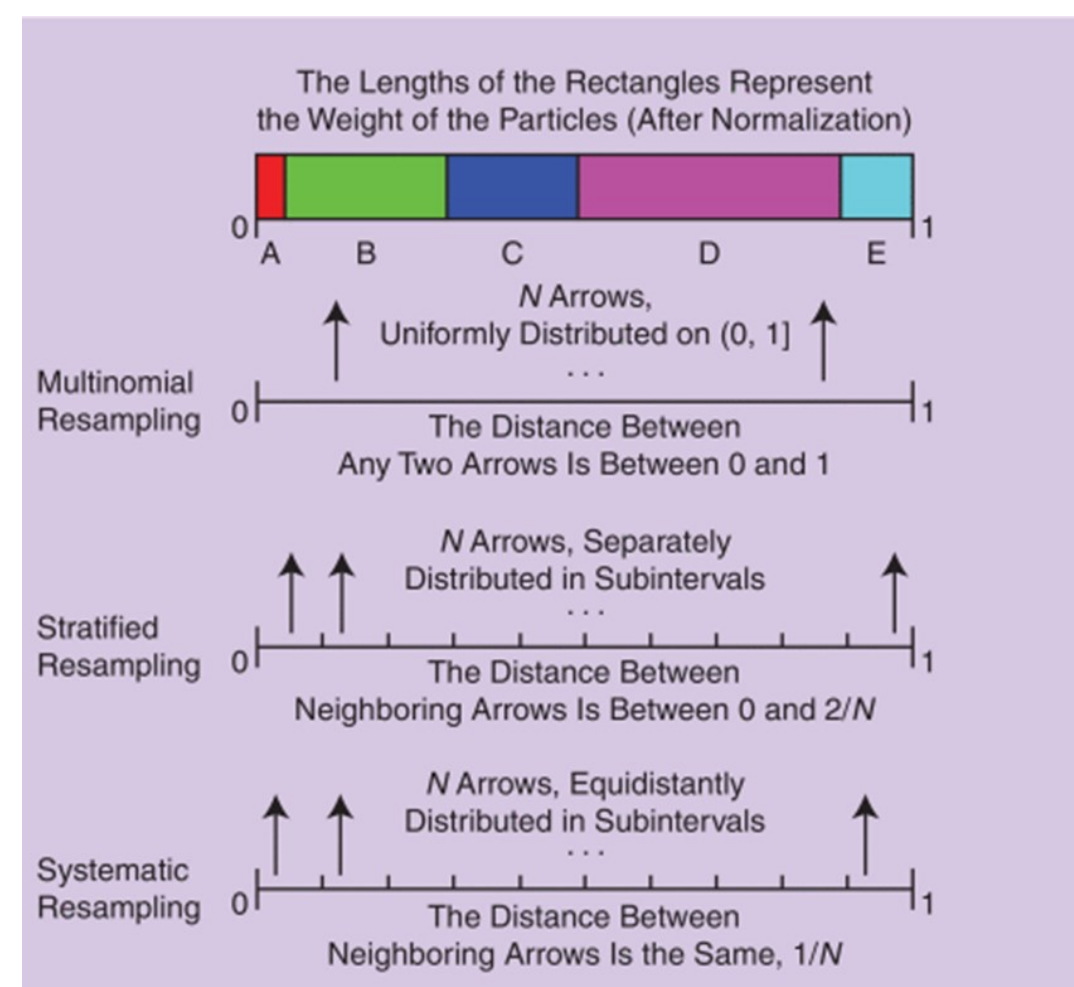 The Lengths of the Rectangles Represent
the Weight of the Particles (After Normalization)
0 1
A B C D E
N Arrows,
Uniformly Distributed on (0, 1]
. . .
Multinomial
Resampling
0 1
The Distance Between
Any Two Arrows Is Between 0 and 1
N Arrows, Separately
Distributed in Subintervals
. . .
Stratified
Resampling
0 1
The Distance Between
Neighboring Arrows Is Between 0 and 2/N
N Arrows, Equidistantly
Distributed in Subintervals
. . .
Systematic
Resampling
0 1
The Distance Between
Neighboring Arrows Is the Same, 1/N